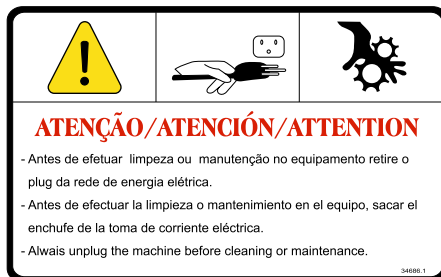 ATENÇÃO/ATENCIÓN/ATTENTION
- Antes de efetuar limpeza ou manutenção no equipamento retire o
plug da rede de energia elétrica.
- Antes de efectuar la limpieza o mantenimiento en el equipo, sacar el
enchufe de la toma de corriente eléctrica.
- Alwais unplug the machine before cleaning or maintenance.
34686.1